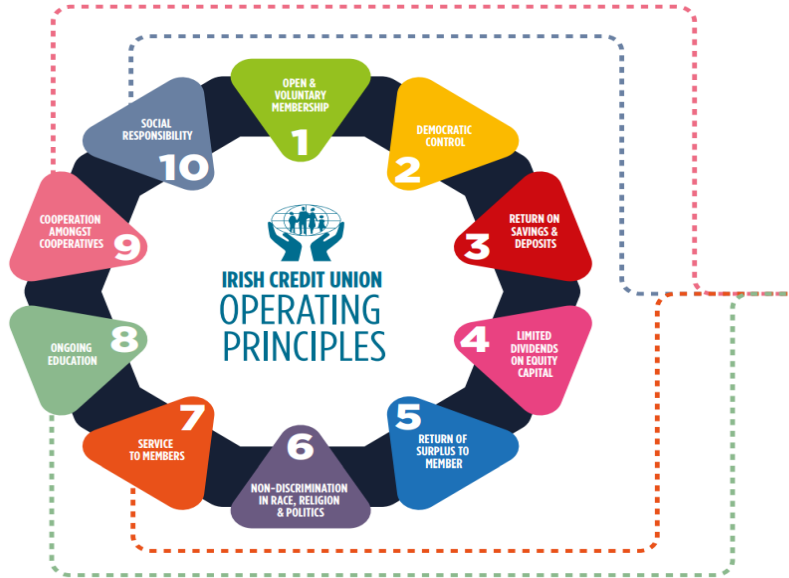 OPEN &
VOLUNTARY
MEMBERSHIP
1
DEMOCRATIC
CONTROL
2
RETURN ON
SAVINGS &
DEPOSITS
3
LIMITED
DIVIDENDS
ON EQUITY
CAPITAL
4
5
RETURN OF
SURPLUS TO
MEMBER
6
NON-DISCRIMINATION
IN RACE, RELIGION
& POLITICS
7
SERVICE
TO MEMBERS
8
ONGOING
EDUCATION
COOPERATION
AMONGST
COOPERATIVES
9
SOCIAL
RESPONSIBILITY
10
IRISH CREDIT UNION
OPERATING
PRINCIPLES